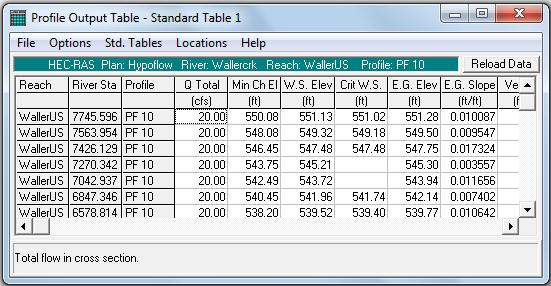 Profile Output Table - Standard Table 1
File Options Std. Tables Locations Help
HEC-RAS Plan: Hypoflow River: Wallercrk Reach: WallerUS Profile: PF 10 Reload Data
Reach River Sta Profile Q Total Min Ch El W.S. Elev Crit W.S. E.G. Elev E.G. Slope
(cfs) (ft) (ft) (ft) (ft) (ft/ft)
WallerUS 7745.596 PF 10 20.00 550.08 551.13 551.02 551.28 0.010087
WallerUS 7563.954 PF 10 20.00 548.08 549.32 549.18 549.50 0.009547
WallerUS 7426.129 PF 10 20.00 546.45 547.48 547.48 547.75 0.017324
WallerUS 7270.342 PF 10 20.00 543.75 545.21 545.30 0.003557
WallerUS 7042.937 PF 10 20.00 542.49 543.72 543.94 0.011656
WallerUS 6847.346 PF 10 20.00 540.45 541.96 541.74 542.14 0.007402
WallerUS 6578.814 PF 10 20.00 538.20 539.52 539.40 539.77 0.010642
Total flow in cross section.